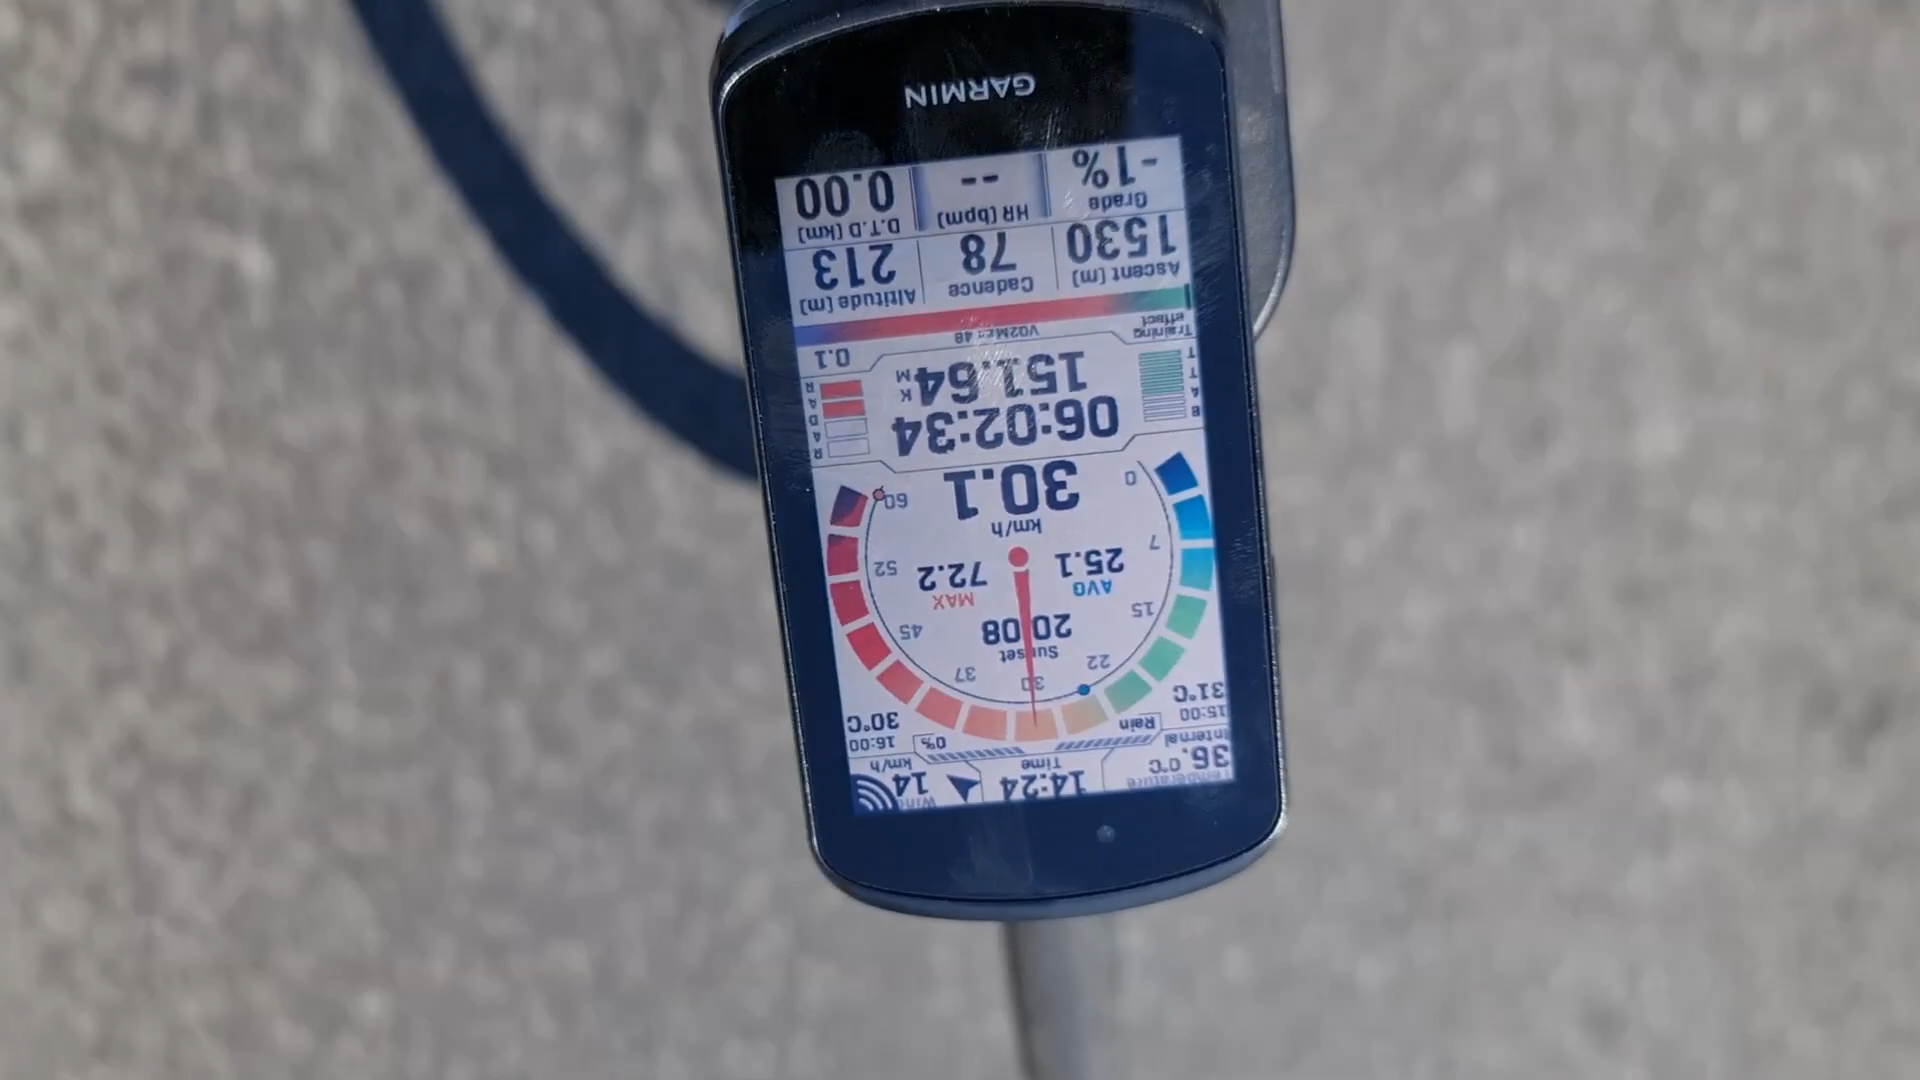 Temperature Time Wind
36.0°C 14:24 14
Internal km/h
15:00 Rain 0% 16:00
31°C 30°C
22 30 37
Sunset
15 20:08 45
AVG MAX
25.1 72.2
7 52
km/h
0 30.1 60
06:02:34
151.64 KM
B A T T
R A D A R
Training effect VO2Max 48 0.1
Ascent (m) Cadence Altitude (m)
1530 78 213
Grade HR (bpm) D.T.D (km)
-1% -- 0.00
GARMIN